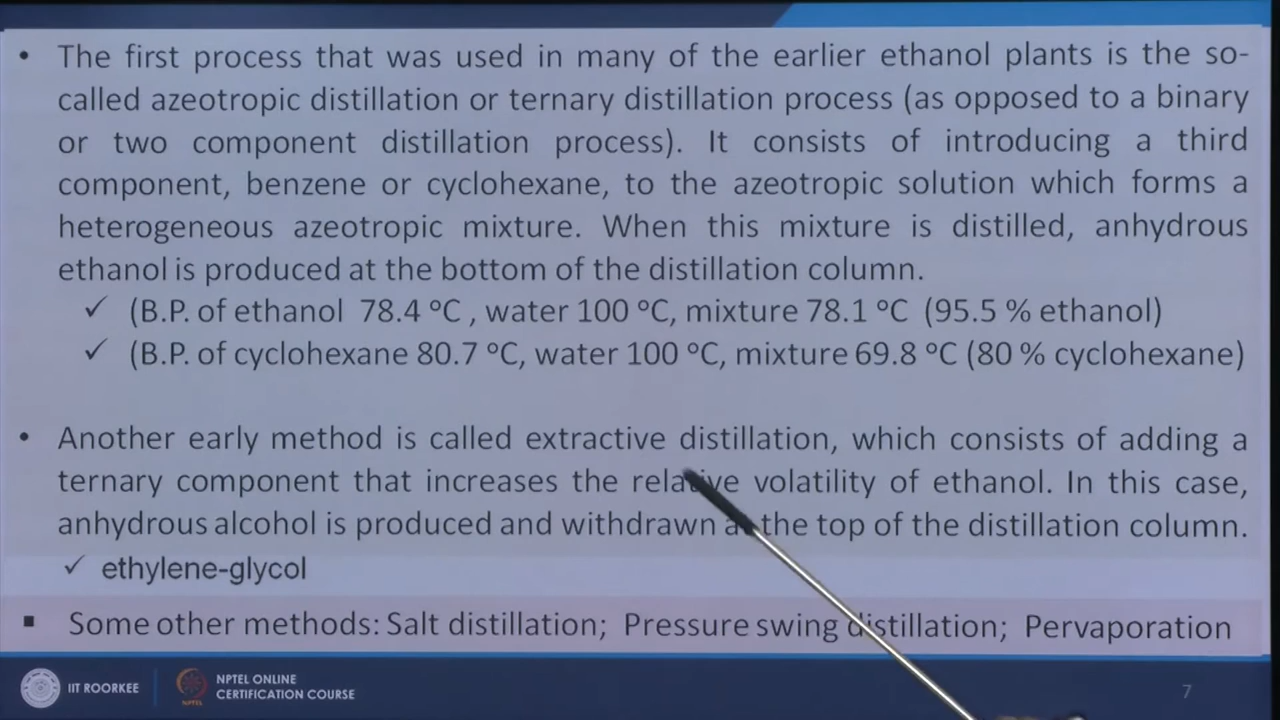 • The first process that was used in many of the earlier ethanol plants is the so-
called azeotropic distillation or ternary distillation process (as opposed to a binary
or two component distillation process). It consists of introducing a third
component, benzene or cyclohexane, to the azeotropic solution which forms a
heterogeneous azeotropic mixture. When this mixture is distilled, anhydrous
ethanol is produced at the bottom of the distillation column.
✓ (B.P. of ethanol 78.4 °C , water 100 °C, mixture 78.1 °C (95.5 % ethanol)
✓ (B.P. of cyclohexane 80.7 °C, water 100 °C, mixture 69.8 °C (80 % cyclohexane)
• Another early method is called extractive distillation, which consists of adding a
ternary component that increases the relative volatility of ethanol. In this case,
anhydrous alcohol is produced and withdrawn at the top of the distillation column.
✓ ethylene-glycol
▪ Some other methods: Salt distillation; Pressure swing distillation; Pervaporation
IIT ROORKEE
NPTEL ONLINE
CERTIFICATION COURSE
7